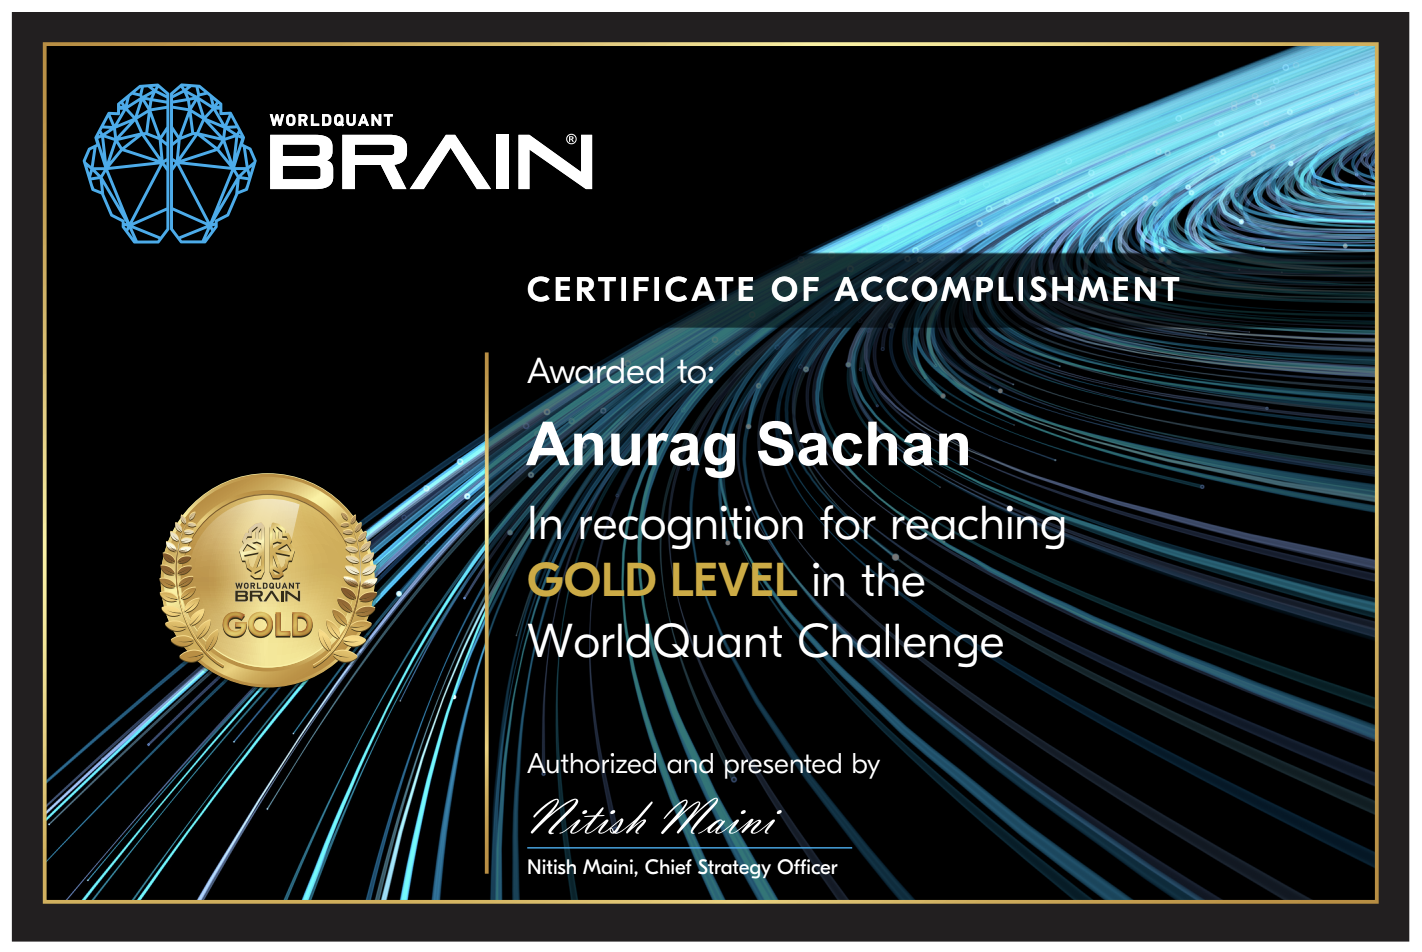 WORLDQUANT
BRAIN®
CERTIFICATE OF ACCOMPLISHMENT
Awarded to:
Anurag Sachan
In recognition for reaching
GOLD LEVEL in the
WorldQuant Challenge
WORLDQUANT
BRAIN
GOLD
Authorized and presented by
Nitish Maini
Nitish Maini, Chief Strategy Officer